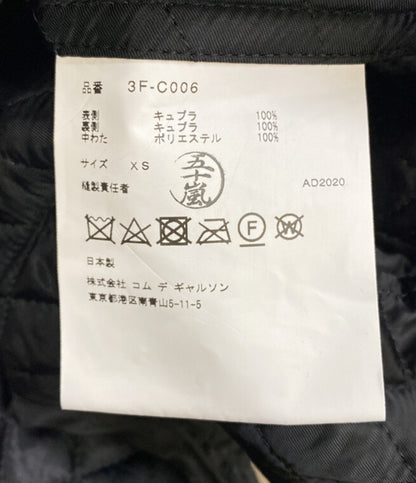 品番 3F-C006
表側 キュプラ 100%
裏側 キュプラ 100%
中わた ポリエステル 100%
サイズ XS
縫製責任者 五十嵐 AD2020
F W
日本製
株式会社 コム デ ギャルソン
東京都港区南青山5-11-5